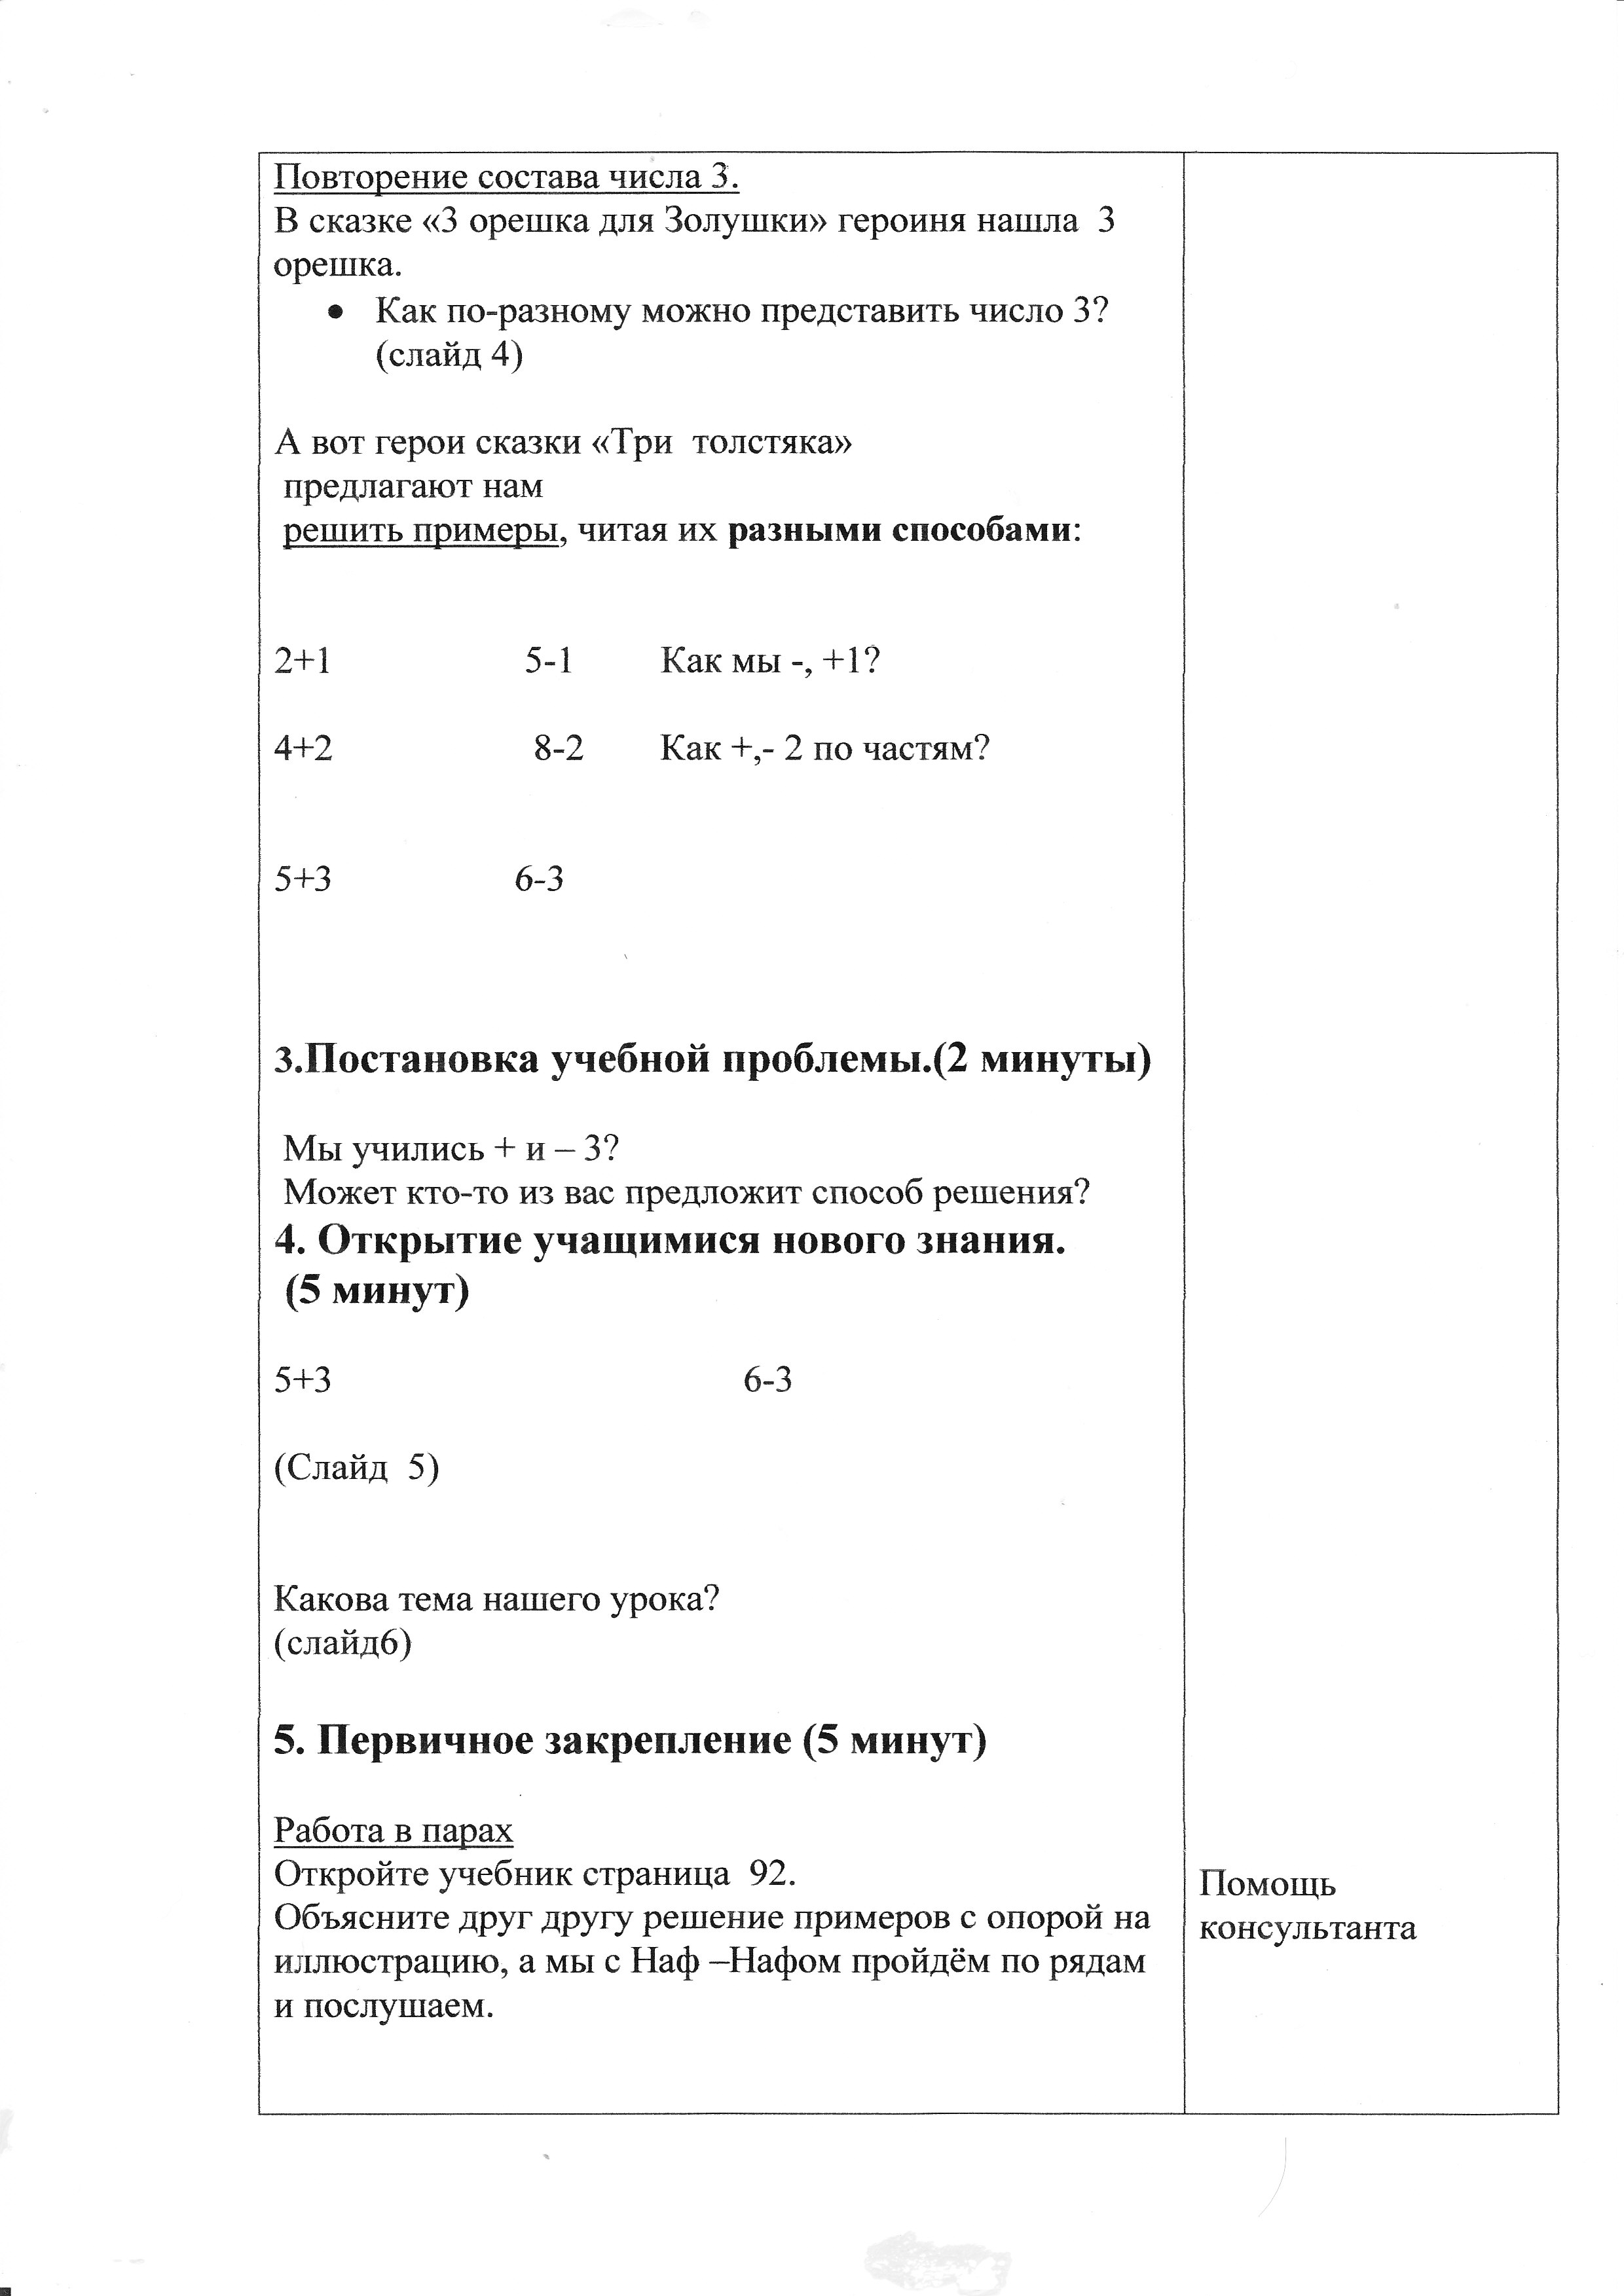 Повторение состава числа 3.
В сказке «3 орешка для Золушки» героиня нашла  3
орешка.
• Как по-разному можно представить число 3?
(слайд 4)
А вот герои сказки «Три  толстяка»
предлагают нам
решить примеры, читая их разными способами:
2+1 5-1 Как мы -, +1?
4+2 8-2 Как +,- 2 по частям?
5+3 6-3
3.Постановка учебной проблемы.(2 минуты)
Мы учились + и – 3?
Может кто-то из вас предложит способ решения?
4. Открытие учащимися нового знания.
(5 минут)
5+3 6-3
(Слайд  5)
Какова тема нашего урока?
(слайд6)
5. Первичное закрепление (5 минут)
Работа в парах
Откройте учебник страница  92.
Объясните друг другу решение примеров с опорой на
иллюстрацию, а мы с Наф –Нафом пройдём по рядам
и послушаем.
Помощь
консультанта